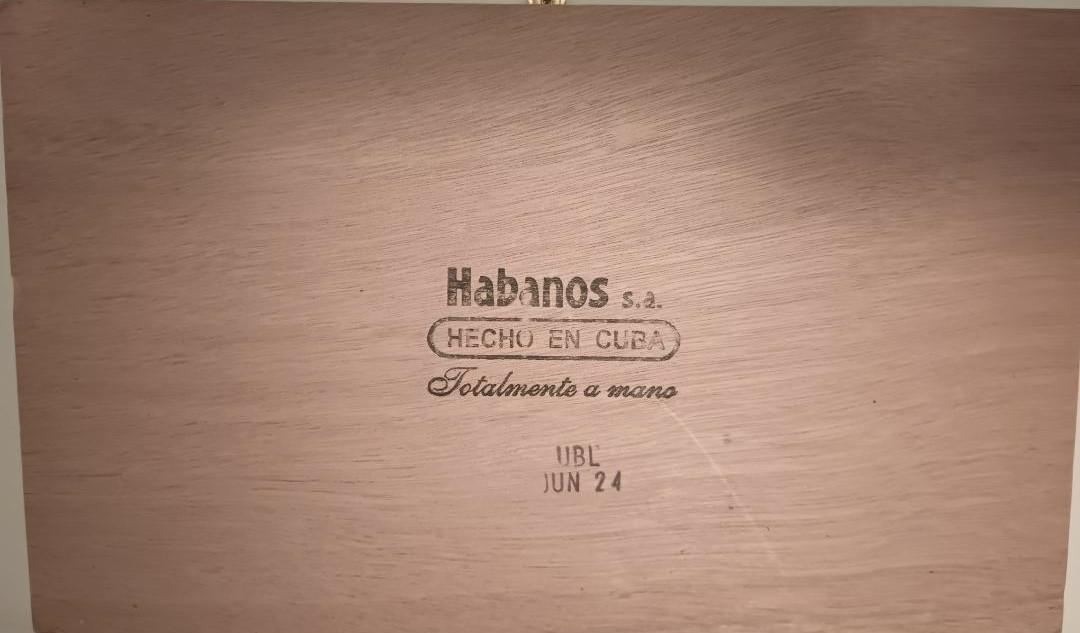 Habanos s.a.
HECHO EN CUBA
Totalmente a mano
UBL
JUN 24